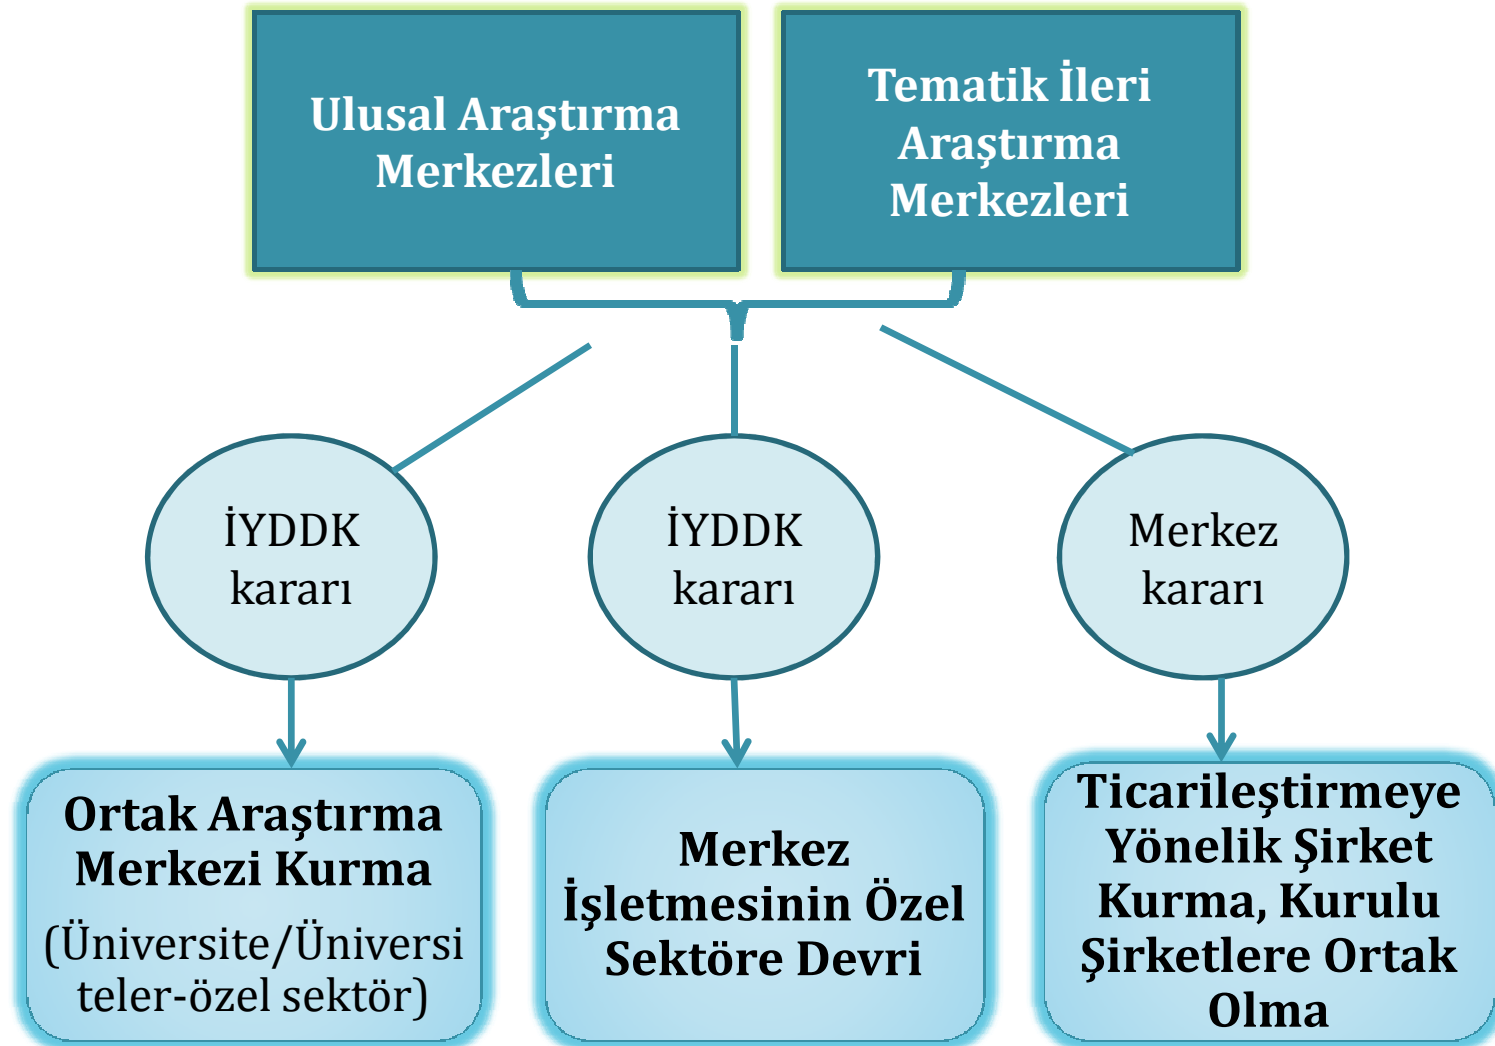 Ulusal Araştırma
Merkezleri
Tematik İleri
Araştırma
Merkezleri
İYDDK
kararı
İYDDK
kararı
Merkez
kararı
Ortak Araştırma
Merkezi Kurma
(Üniversite/Üniversi
teler-özel sektör)
Merkez
İşletmesinin Özel
Sektöre Devri
Ticarileştirmeye
Yönelik Şirket
Kurma, Kurulu
Şirketlere Ortak
Olma